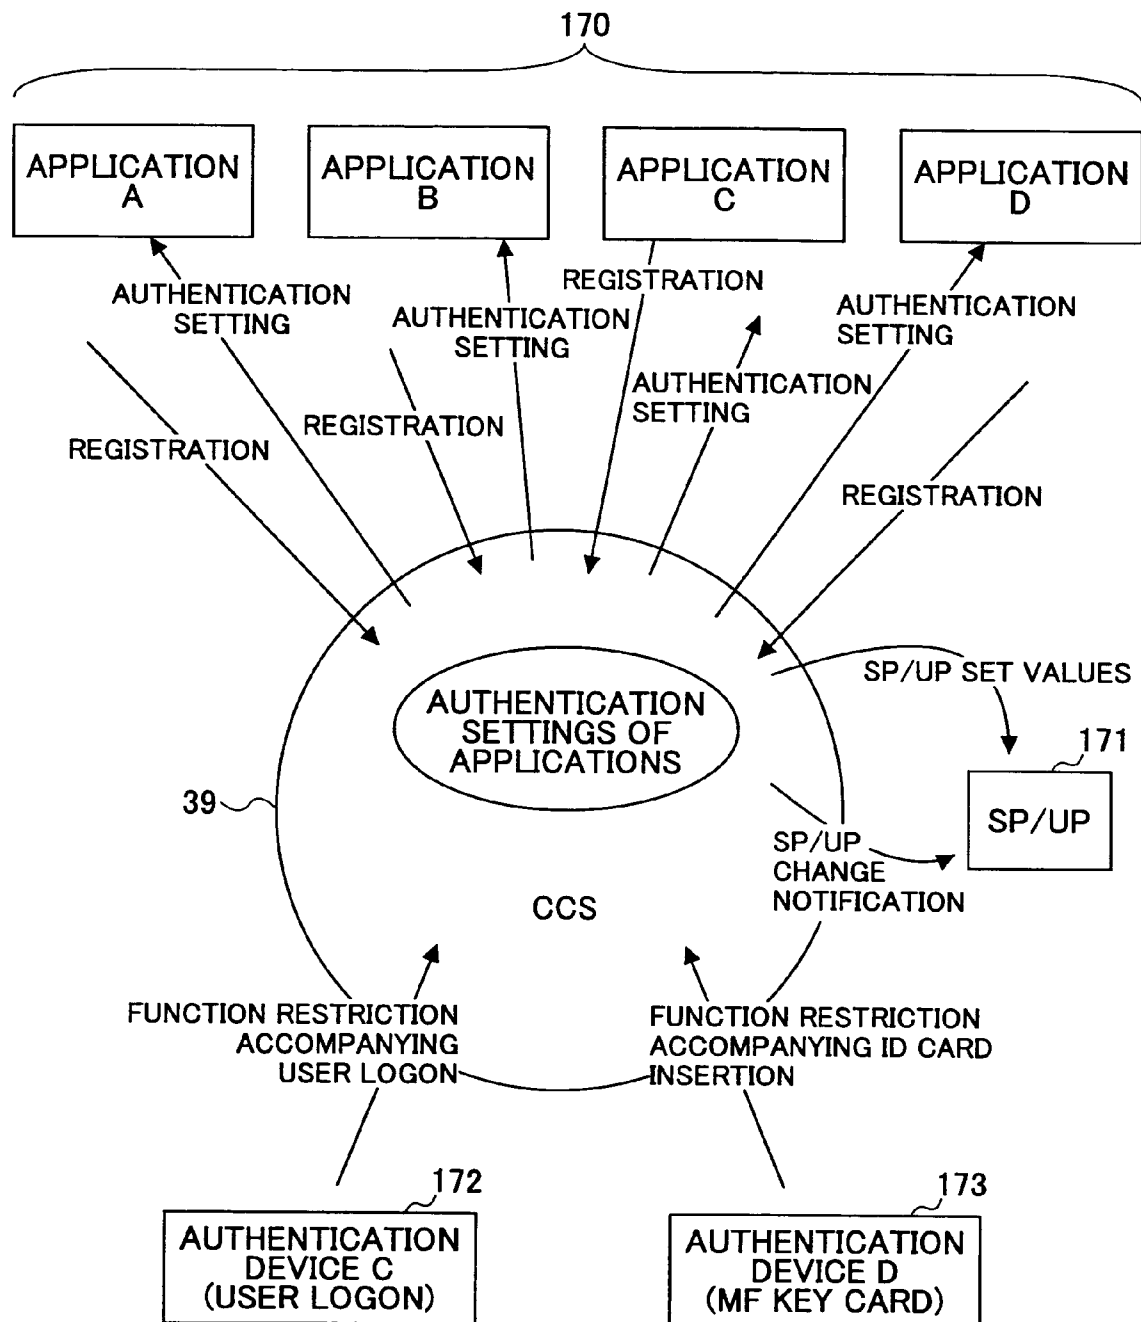 170
APPLICATION
A
APPLICATION
B
APPLICATION
C
APPLICATION
D
AUTHENTICATION
SETTING
REGISTRATION
AUTHENTICATION
SETTING
REGISTRATION
REGISTRATION
AUTHENTICATION
SETTING
AUTHENTICATION
SETTING
REGISTRATION
AUTHENTICATION
SETTINGS OF
APPLICATIONS
SP/UP SET VALUES
171
SP/UP
39
SP/UP
CHANGE
NOTIFICATION
CCS
FUNCTION RESTRICTION
ACCOMPANYING
USER LOGON
FUNCTION RESTRICTION
ACCOMPANYING ID CARD
INSERTION
172
AUTHENTICATION
DEVICE C
(USER LOGON)
173
AUTHENTICATION
DEVICE D
(MF KEY CARD)